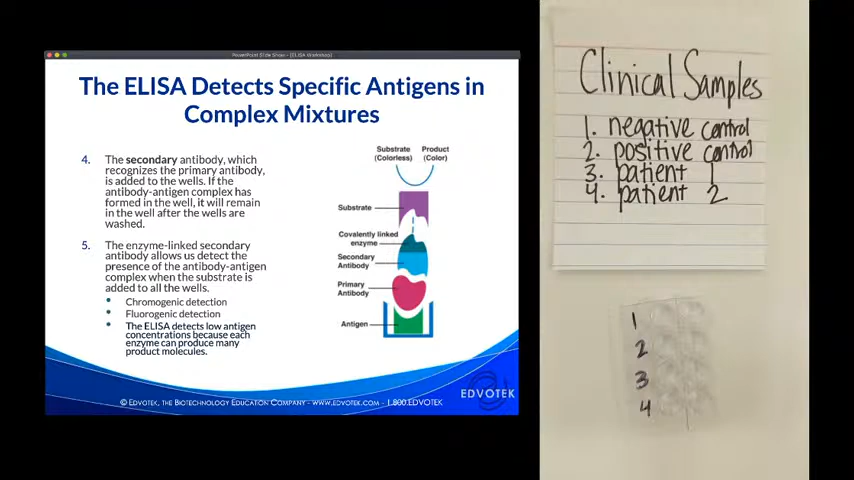 PowerPoint Slide Show - [ELISA Workshop]
The ELISA Detects Specific Antigens in
Complex Mixtures
4. The secondary antibody, which
recognizes the primary antibody,
is added to the wells. If the
antibody-antigen complex has
formed in the well, it will remain
in the well after the wells are
washed.
5. The enzyme-linked secondary
antibody allows us detect the
presence of the antibody-antigen
complex when the substrate is
added to all the wells.
• Chromogenic detection
• Fluorogenic detection
• The ELISA detects low antigen
concentrations because each
enzyme can produce many
product molecules.
Substrate
(Colorless)
Product
(Color)
Substrate
Covalently linked
enzyme
Secondary
Antibody
Primary
Antibody
Antigen
EDVOTEK
© Edvotek, the Biotechnology Education Company - www.edvotek.com - 1.800.EDVOTEK
Clinical Samples
1. negative control
2. positive control
3. patient 1
4. patient 2
1
2
3
4